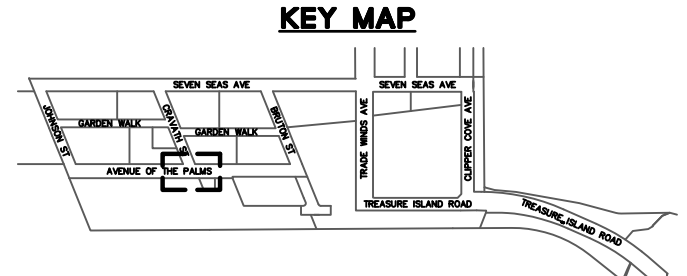 KEY MAP
SEVEN SEAS AVE
SEVEN SEAS AVE
JOHNSON ST
GARDEN WALK
CRAVATH ST
GARDEN WALK
BRUTON ST
TRADE WINDS AVE
CLIPPER COVE AVE
AVENUE OF THE PALMS
TREASURE ISLAND ROAD
TREASURE ISLAND ROAD